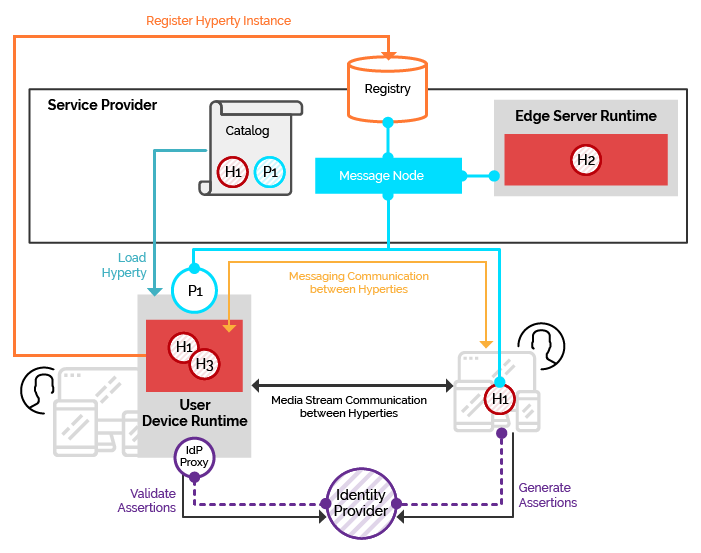 Register Hyperty Instance
Registry
Service Provider
Catalog
H1
P1
Edge Server Runtime
H2
Message Node
Load
Hyperty
Messaging Communication
between Hyperties
P1
H1
H3
User
Device Runtime
Media Stream Communication
between Hyperties
H1
IdP
Proxy
Validate
Assertions
Identity
Provider
Generate
Assertions